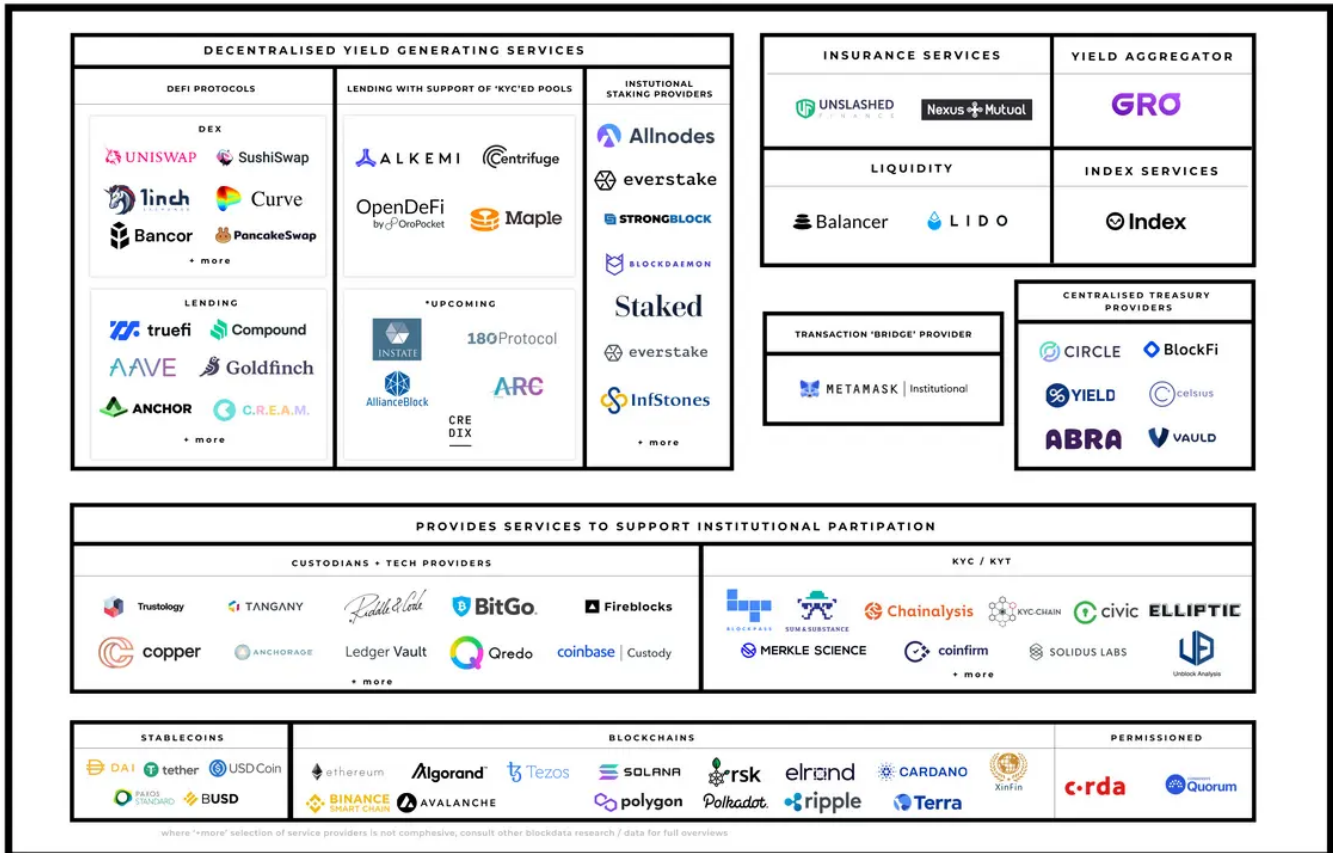 DECENTRALISED YIELD GENERATING SERVICES
DEFI PROTOCOLS
DEX
UNISWAP SushiSwap
1inch
EXCHANGE
Curve
Bancor PancakeSwap
+ more
LENDING
truefi Compound
AAVE Goldfinch
ANCHOR C.R.E.A.M.
+ more
LENDING WITH SUPPORT OF 'KYC'ED POOLS
ALKEMI Centrifuge
OpenDeFi
by OroPocket
Maple
*UPCOMING
INSTATE
180Protocol
AllianceBlock
ARC
CRE
DIX
INSTUTIONAL
STAKING PROVIDERS
Allnodes
everstake
STRONGBLOCK
BLOCKDAEMON
Staked
everstake
InfStones
+ more
INSURANCE SERVICES
UNSLASHED
FINANCE
Nexus Mutual
YIELD AGGREGATOR
GRO
LIQUIDITY
Balancer LIDO
INDEX SERVICES
Index
TRANSACTION 'BRIDGE' PROVIDER
METAMASK | Institutional
CENTRALISED TREASURY
PROVIDERS
CIRCLE BlockFi
YIELD celsius
ABRA VAULD
PROVIDES SERVICES TO SUPPORT INSTITUTIONAL PARTIPATION
CUSTODIANS + TECH PROVIDERS
Trustology TANGANY Riddle & Code BitGo Fireblocks
copper ANCHORAGE Ledger Vault Qredo coinbase | Custody
+ more
KYC / KYT
BLOCKPASS SUM&SUBSTANCE Chainalysis KYC-CHAIN civic ELLIPTIC
MERKLE SCIENCE coinfirm SOLIDUS LABS
Unblock Analysis
+ more
STABLECOINS
DAI tether USD Coin
PAXOS
STANDARD
BUSD
BLOCKCHAINS
ethereum Algorand Tezos SOLANA rsk elrond CARDANO XinFin
BINANCE
SMART CHAIN
AVALANCHE polygon Polkadot. ripple Terra
PERMISSIONED
c·rda Quorum
where '+more' selection of service providers is not comphesive, consult other blockdata research / data for full overviews